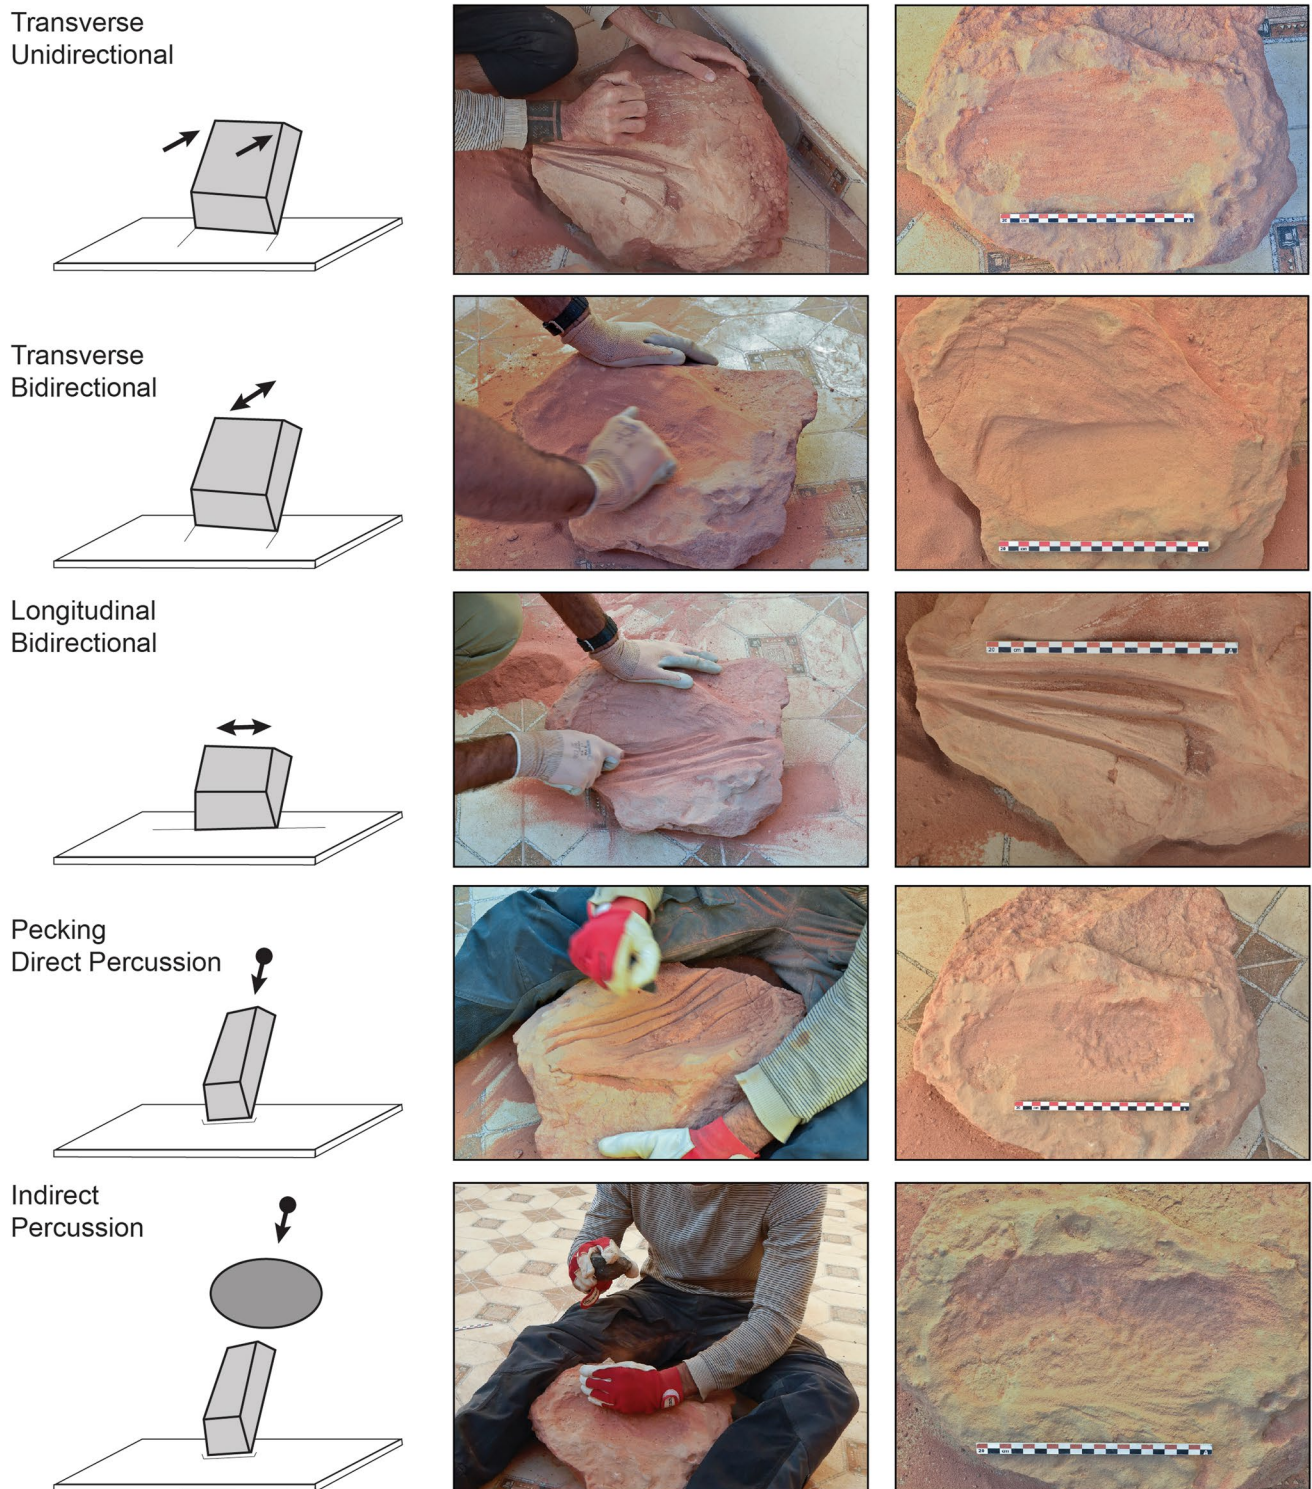 Transverse
Unidirectional
Transverse
Bidirectional
Longitudinal
Bidirectional
Pecking
Direct Percussion
Indirect
Percussion